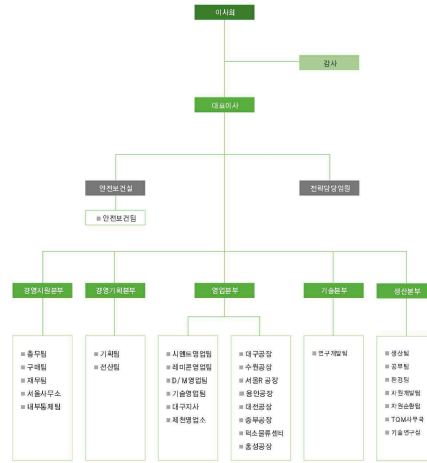 이사회
감사
대표이사
안전보건실
전략담당임원
■ 안전보건팀
경영지원본부
경영기획본부
영업본부
기술본부
생산본부
■ 총무팀
■ 구매팀
■ 재무팀
■ 서울사무소
■ 내부통제팀
■ 기획팀
■ 전산팀
■ 시멘트영업팀
■ 레미콘영업팀
■ D/M영업팀
■ 기술영업팀
■ 대구지사
■ 제천영업소
■ 대구공장
■ 수원공장
■ 서울R공장
■ 용인공장
■ 대전공장
■ 중부공장
■ 덕소물류센터
■ 홍성공장
■ 연구개발팀
■ 생산팀
■ 공무팀
■ 환경팀
■ 자원개발팀
■ 자원순환팀
■ TQM사무국
■ 기술연구실